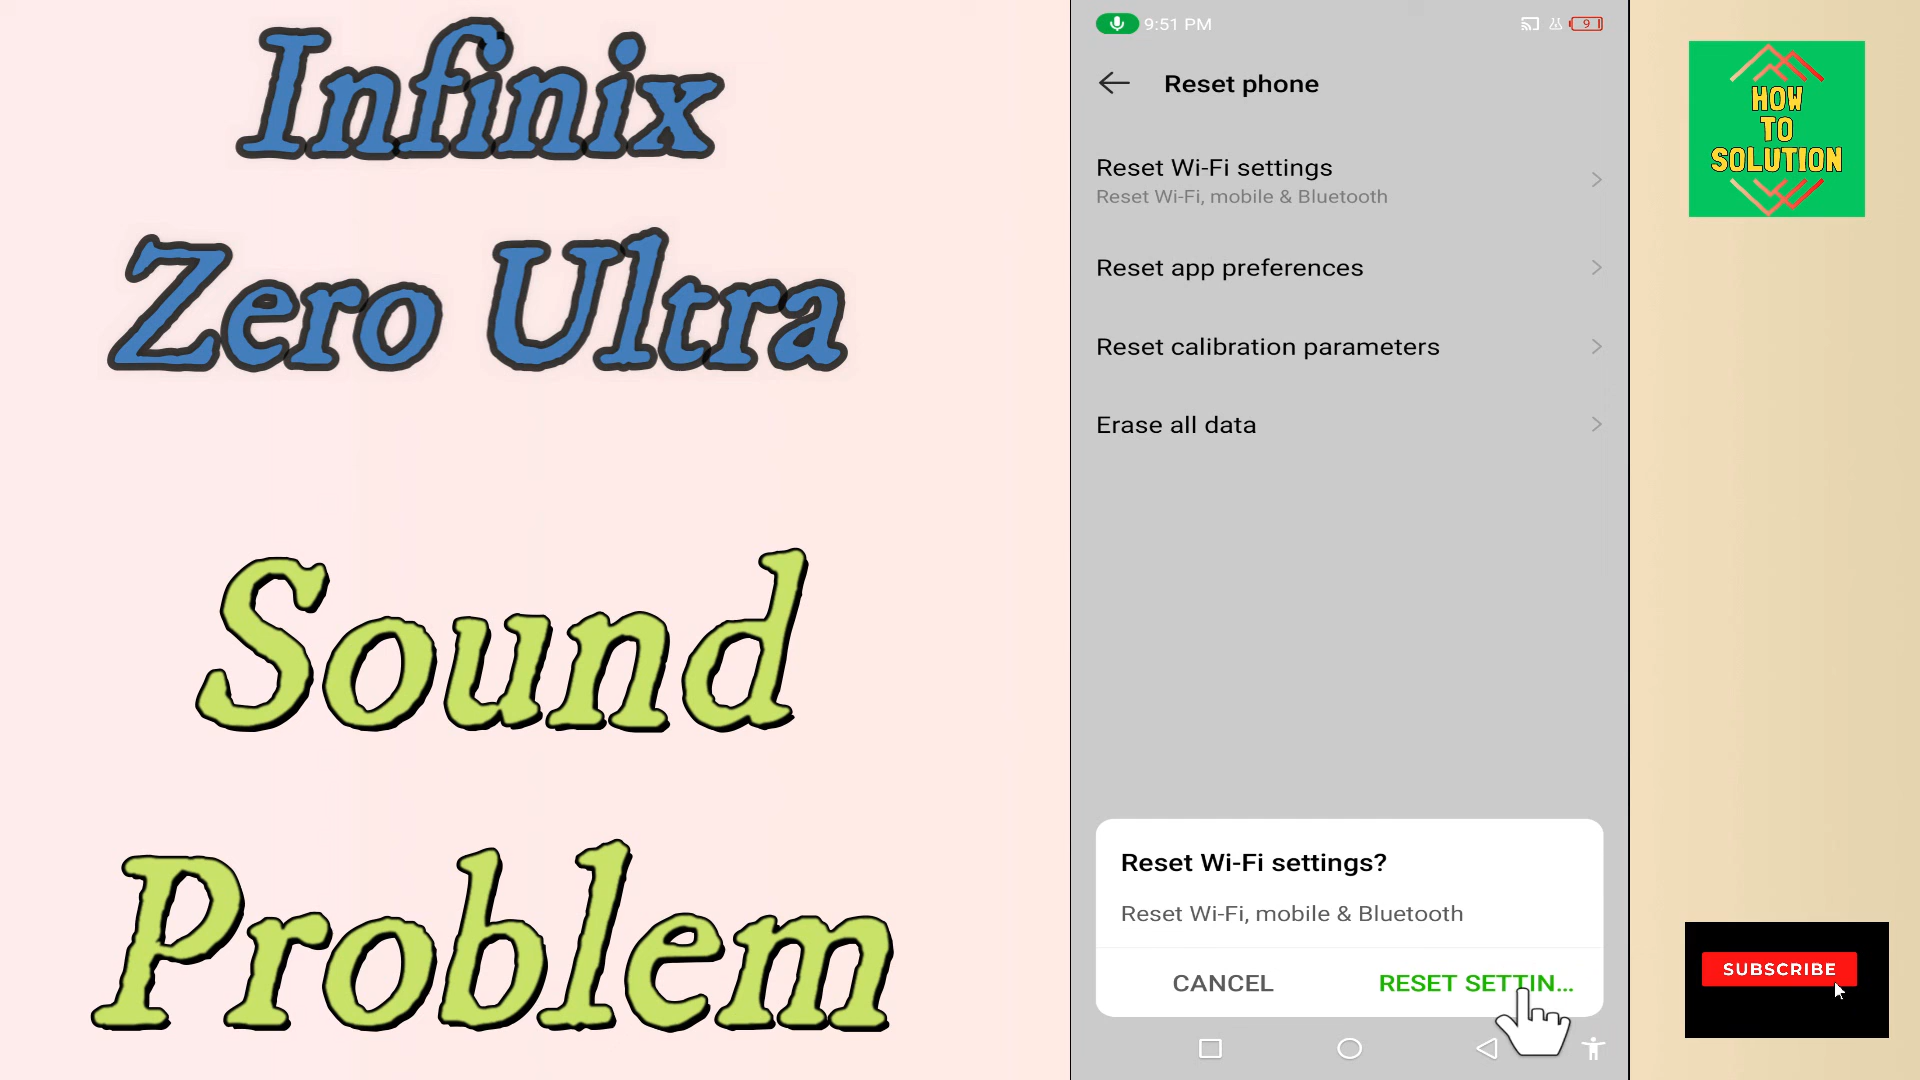 Infinix
Zero Ultra
Sound
Problem
9:51 PM
9
Reset phone
Reset Wi-Fi settings
Reset Wi-Fi, mobile & Bluetooth
Reset app preferences
Reset calibration parameters
Erase all data
Reset Wi-Fi settings?
Reset Wi-Fi, mobile & Bluetooth
CANCEL RESET SETTIN...
HOW
TO
SOLUTION
SUBSCRIBE